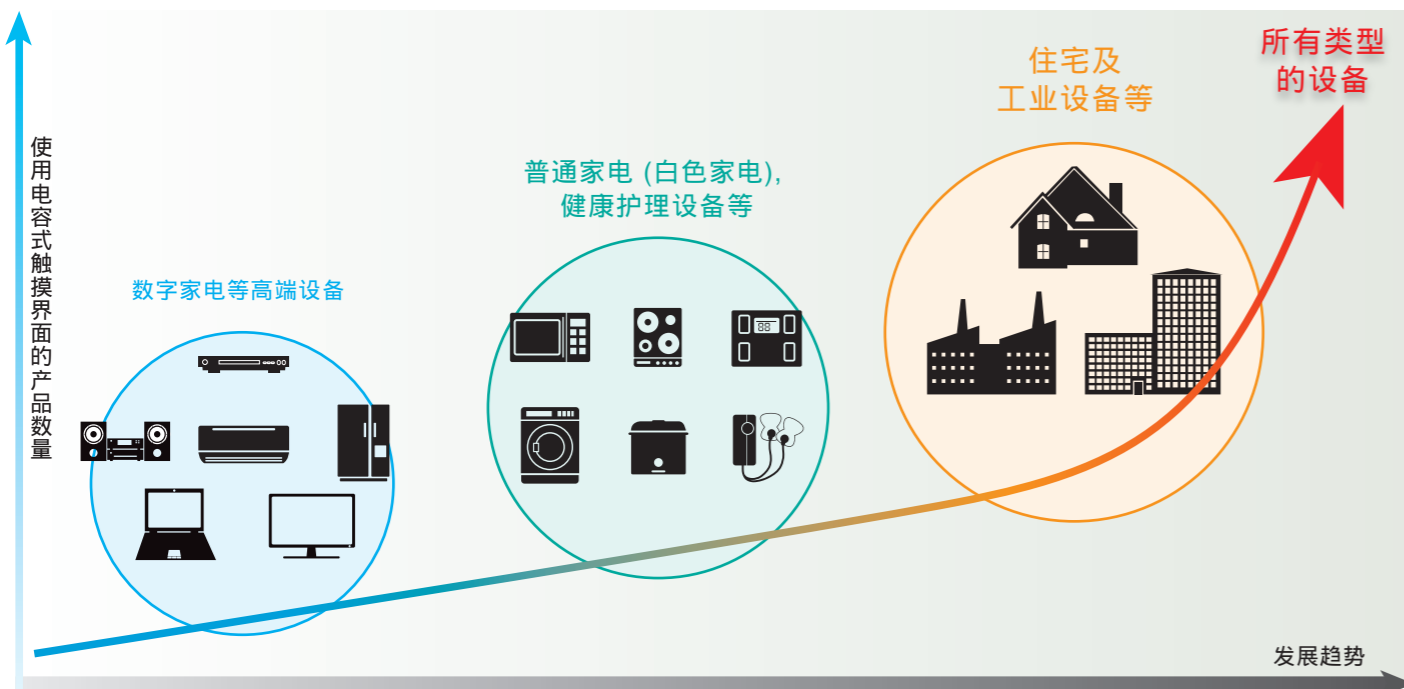 使用电容式触摸界面的产品数量
数字家电等高端设备
普通家电 (白色家电),
健康护理设备等
88
住宅及
工业设备等
所有类型
的设备
发展趋势